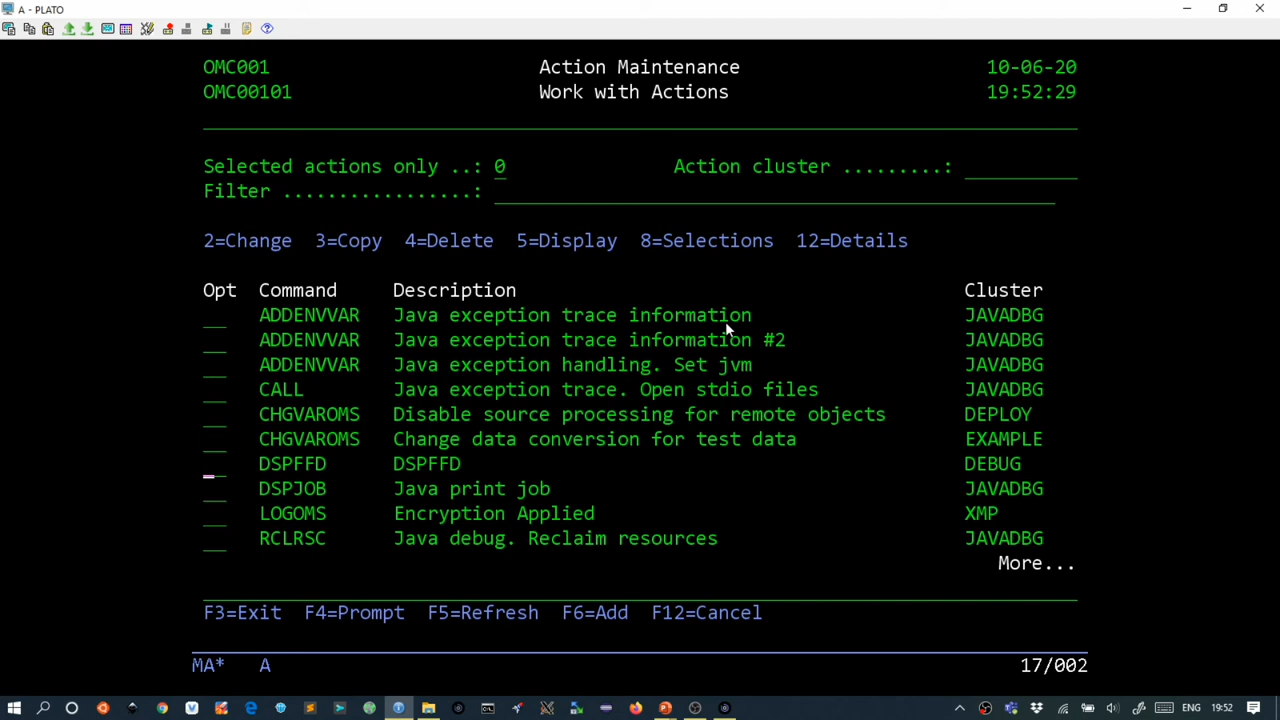 A - PLATO
OMC001 Action Maintenance 10-06-20
OMC00101 Work with Actions 19:52:29
Selected actions only ..: 0 Action cluster .........:
Filter .................:
2=Change 3=Copy 4=Delete 5=Display 8=Selections 12=Details
Opt Command Description Cluster
ADDENVVAR Java exception trace information JAVADBG
ADDENVVAR Java exception trace information #2 JAVADBG
ADDENVVAR Java exception handling. Set jvm JAVADBG
CALL Java exception trace. Open stdio files JAVADBG
CHGVAROMS Disable source processing for remote objects DEPLOY
CHGVAROMS Change data conversion for test data EXAMPLE
DSPFFD DSPFFD DEBUG
DSPJOB Java print job JAVADBG
LOGOMS Encryption Applied XMP
RCLRSC Java debug. Reclaim resources JAVADBG
More...
F3=Exit F4=Prompt F5=Refresh F6=Add F12=Cancel
MA* A 17/002
ENG 19:52